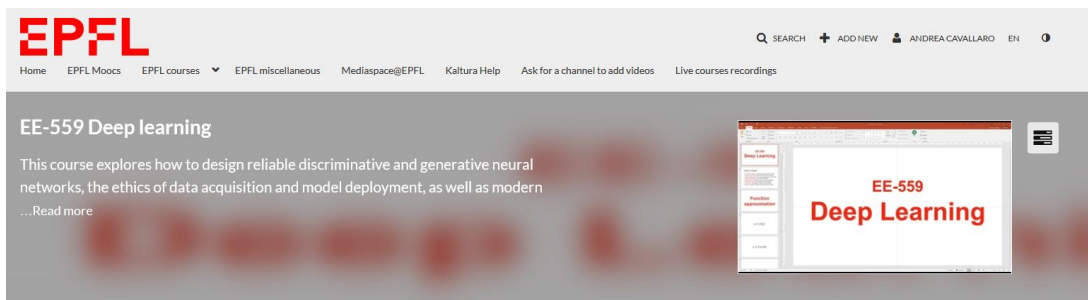 EPFL
SEARCH ADD NEW ANDREA CAVALLARO EN
Home EPFL Moocs EPFL courses EPFL miscellaneous Mediaspace@EPFL Kaltura Help Ask for a channel to add videos Live courses recordings
EE-559 Deep learning
This course explores how to design reliable discriminative and generative neural
networks, the ethics of data acquisition and model deployment, as well as modern
…Read more
Deep Learning
Function
approximation
EE-559
Deep Learning